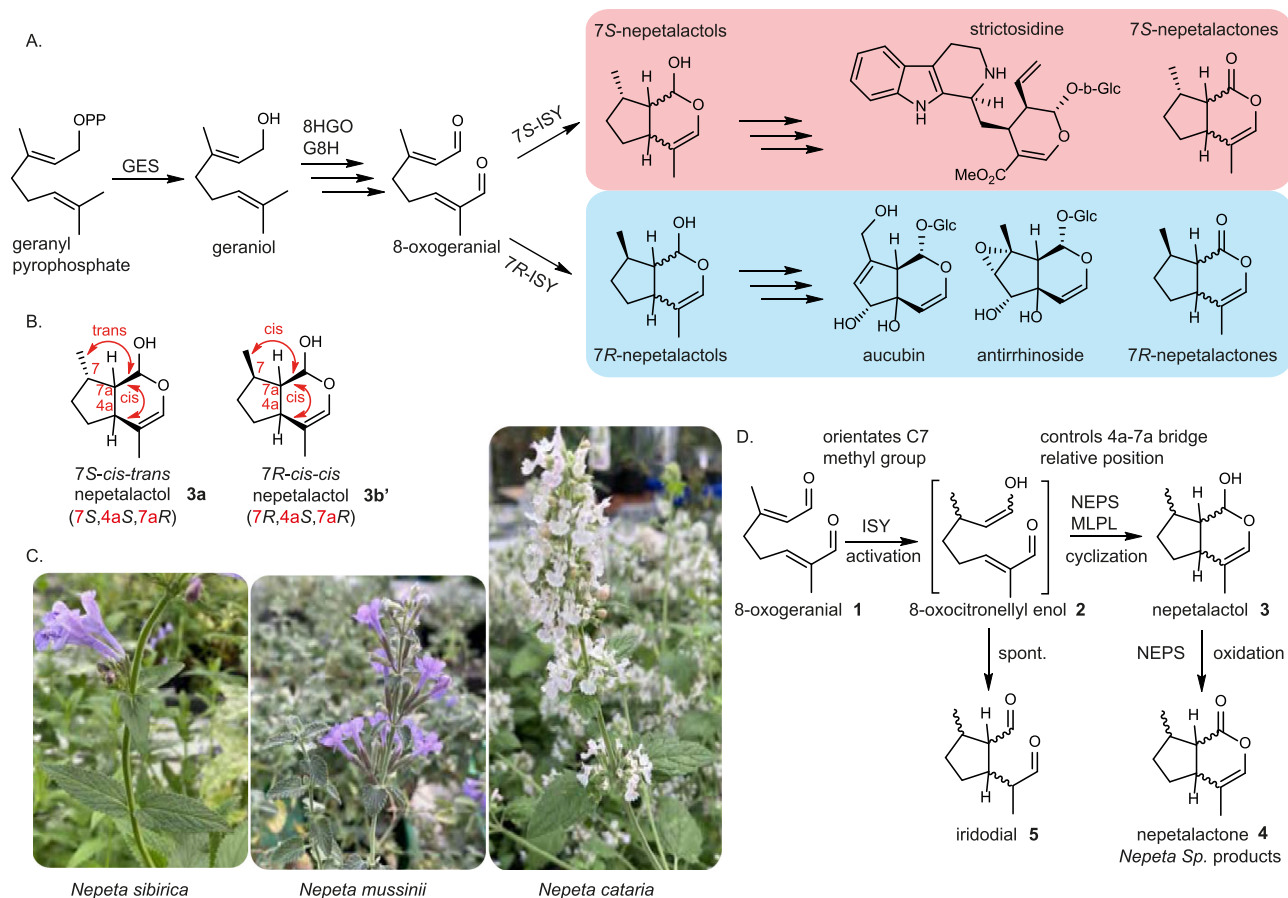 A.
OPP
GES
geranyl
pyrophosphate
OH
geraniol
8HGO
G8H
O
O
8-oxogeranial
7S-ISY
7R-ISY
7S-nepetalactols
H
OH
O
H
strictosidine
NH
N
H
H
O-b-Glc
O
MeO2C
7S-nepetalactones
H
O
O
H
H
OH
O
H
7R-nepetalactols
OH
H
O-Glc
O
HO
HO
aucubin
O
H
O-Glc
O
HO
HO
antirrhinoside
H
O
O
H
7R-nepetalactones
B.
trans
OH
7
H
O
7a
4a
cis
H
7S-cis-trans
nepetalactol 3a
(7S,4aS,7aR)
cis
OH
7
H
O
7a
4a
cis
H
7R-cis-cis
nepetalactol 3b'
(7R,4aS,7aR)
C.
Nepeta sibirica
Nepeta mussinii
Nepeta cataria
D.
orientates C7
methyl group
controls 4a-7a bridge
relative position
O
O
8-oxogeranial 1
ISY
activation
OH
O
8-oxocitronellyl enol 2
NEPS
MLPL
cyclization
H
OH
O
H
nepetalactol 3
spont.
NEPS
oxidation
H
O
O
H
iridodial 5
H
O
O
H
nepetalactone 4
Nepeta Sp. products